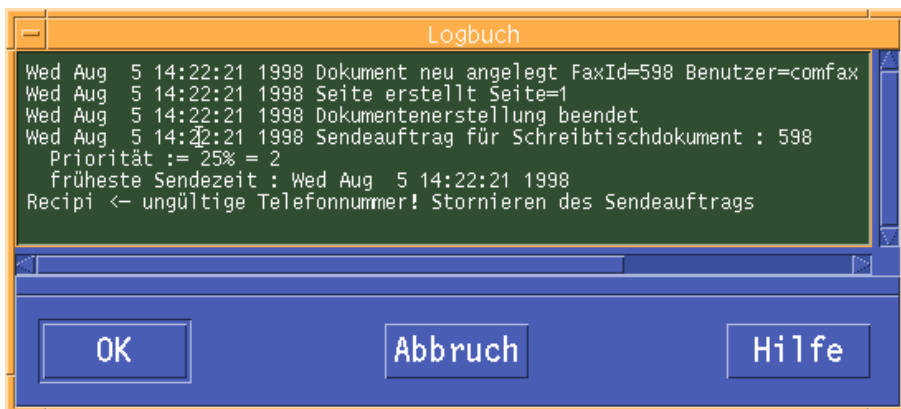 Logbuch
Wed Aug  5 14:22:21 1998 Dokument neu angelegt FaxId=598 Benutzer=comfax
Wed Aug  5 14:22:21 1998 Seite erstellt Seite=1
Wed Aug  5 14:22:21 1998 Dokumentenerstellung beendet
Wed Aug  5 14:22:21 1998 Sendeauftrag für Schreibtischdokument : 598
  Priorität := 25% = 2
  früheste Sendezeit : Wed Aug  5 14:22:21 1998
Recipi <- ungültige Telefonnummer! Stornieren des Sendeauftrags
OK Abbruch Hilfe